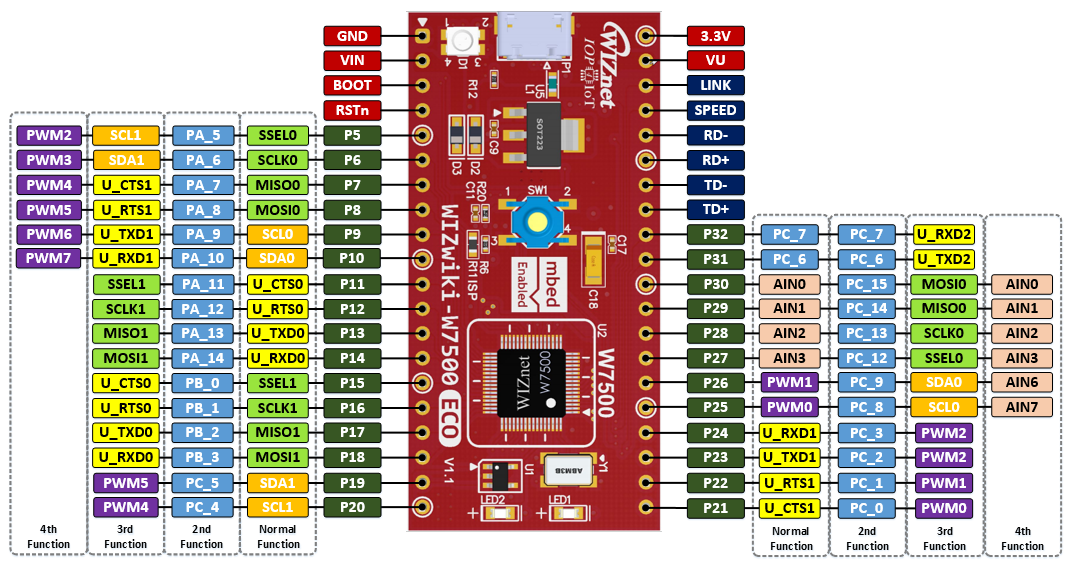 GND
VIN
BOOT
RSTn
PWM2 SCL1 PA_5 SSEL0 P5
PWM3 SDA1 PA_6 SCLK0 P6
PWM4 U_CTS1 PA_7 MISO0 P7
PWM5 U_RTS1 PA_8 MOSI0 P8
PWM6 U_TXD1 PA_9 SCL0 P9
PWM7 U_RXD1 PA_10 SDA0 P10
SSEL1 PA_11 U_CTS0 P11
SCLK1 PA_12 U_RTS0 P12
MISO1 PA_13 U_TXD0 P13
MOSI1 PA_14 U_RXD0 P14
U_CTS0 PB_0 SSEL1 P15
U_RTS0 PB_1 SCLK1 P16
U_TXD0 PB_2 MISO1 P17
U_RXD0 PB_3 MOSI1 P18
PWM5 PC_5 SDA1 P19
PWM4 PC_4 SCL1 P20
4th Function
3rd Function
2nd Function
Normal Function
1 2
4 3
D1
P1
WIZnet
IOP IoT
R12
L1
U5
SOT223
C9
D3 D2
C11
R20
SW1
1 2
3 4
R11
R6
ISP
C17
C18
mbed
Enabled
WIZwiki-W7500 ECO
V1.1
U2
WIZnet
W7500
W7500
U1
ABM3B
Y1
LED2
LED1
+ +
3.3V
VU
LINK
SPEED
RD-
RD+
TD-
TD+
P32 PC_7 PC_7 U_RXD2
P31 PC_6 PC_6 U_TXD2
P30 AIN0 PC_15 MOSI0 AIN0
P29 AIN1 PC_14 MISO0 AIN1
P28 AIN2 PC_13 SCLK0 AIN2
P27 AIN3 PC_12 SSEL0 AIN3
P26 PWM1 PC_9 SDA0 AIN6
P25 PWM0 PC_8 SCL0 AIN7
P24 U_RXD1 PC_3 PWM2
P23 U_TXD1 PC_2 PWM2
P22 U_RTS1 PC_1 PWM1
P21 U_CTS1 PC_0 PWM0
Normal Function
2nd Function
3rd Function
4th Function